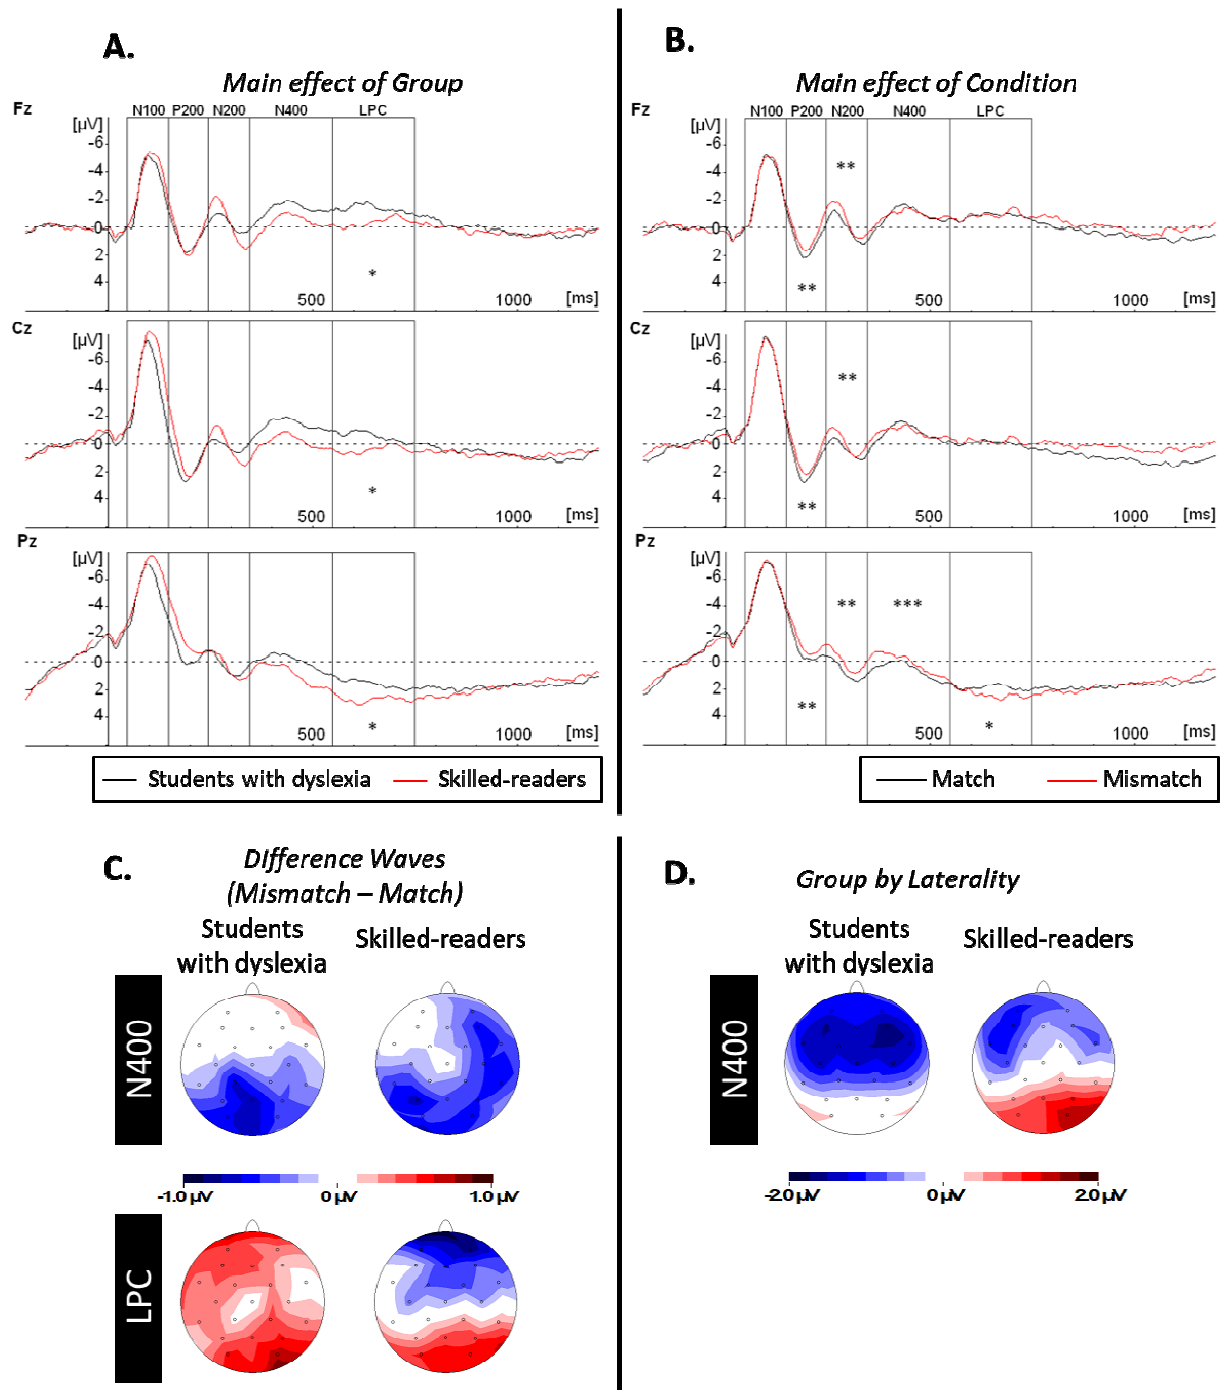 A.
Main effect of Group
Fz
[µV]
N100 P200 N200 N400 LPC
-6
-4
-2
0
2
4
*
500 1000 [ms]
Cz
[µV]
-6
-4
-2
0
2
4
*
500 1000 [ms]
Pz
[µV]
-6
-4
-2
0
2
4
*
500 1000 [ms]
Students with dyslexia Skilled-readers
B.
Main effect of Condition
Fz
[µV]
N100 P200 N200 N400 LPC
-6
**
-4
-2
0
2
4
**
500 1000 [ms]
Cz
[µV]
-6
**
-4
-2
0
2
4
**
500 1000 [ms]
Pz
[µV]
-6
-4
** ***
-2
0
2
4
** *
500 1000 [ms]
Match Mismatch
C.
Difference Waves
(Mismatch – Match)
Students
with dyslexia
Skilled-readers
N400
-1.0 µV 0 µV 1.0 µV
LPC
D.
Group by Laterality
Students
with dyslexia
Skilled-readers
N400
-2.0 µV 0 µV 2.0 µV